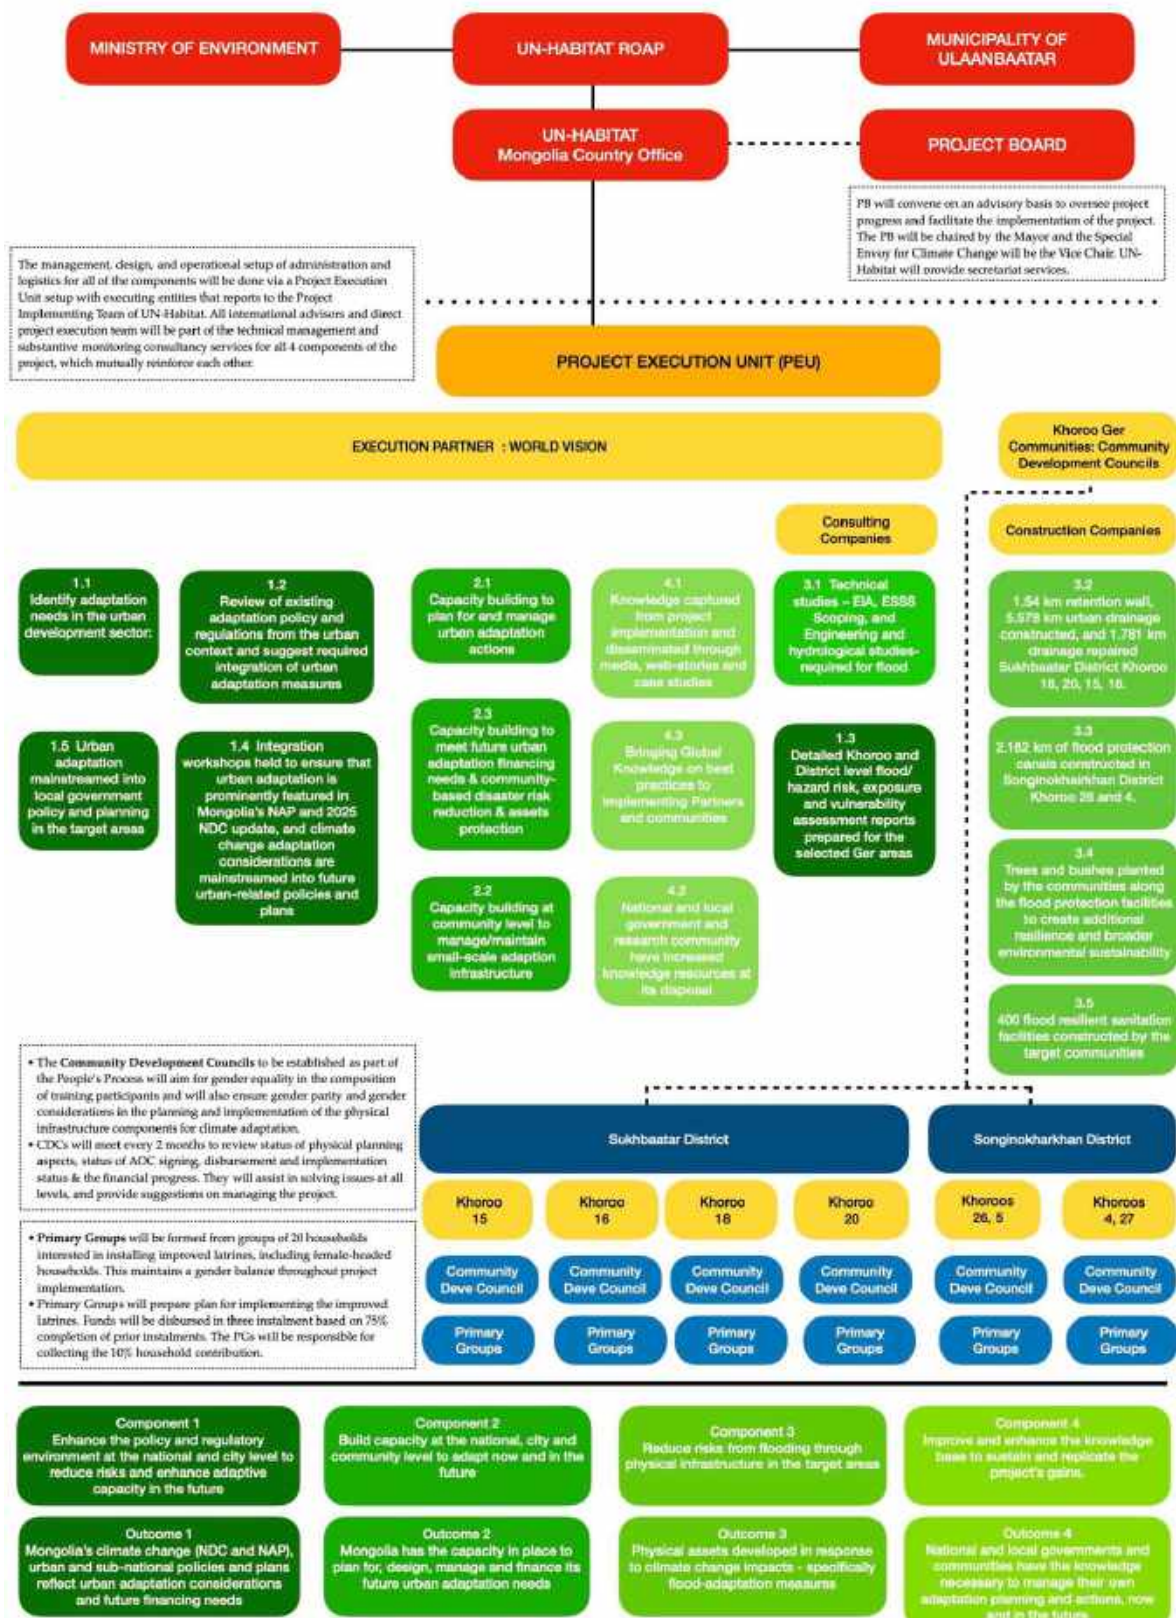 MINISTRY OF ENVIRONMENT
UN-HABITAT ROAP
MUNICIPALITY OF
ULAANBAATAR
UN-HABITAT
Mongolia Country Office
PROJECT BOARD
PB will convene on an advisory basis to oversee project
progress and facilitate the implementation of the project.
The PB will be chaired by the Mayor and the Special
Envoy for Climate Change will be the Vice Chair. UN-
Habitat will provide secretariat services.
The management, design, and operational setup of administration and
logistics for all of the components will be done via a Project Execution
Unit setup with executing entities that reports to the Project
Implementing Team of UN-Habitat. All international advisors and direct
project execution team will be part of the technical management and
substantive monitoring consultancy services for all 4 components of the
project, which mutually reinforce each other.
PROJECT EXECUTION UNIT (PEU)
EXECUTION PARTNER : WORLD VISION
Khoroo Ger
Communities: Community
Development Councils
Consulting
Companies
Construction Companies
1.1
Identify adaptation
needs in the urban
development sector:
1.2
Review of existing
adaptation policy and
regulations from the urban
context and suggest required
integration of urban
adaptation measures
2.1
Capacity building to
plan for and manage
urban adaptation
actions
4.1
Knowledge captured
from project
implementation and
disseminated through
media, web-stories and
case studies
3.1 Technical
studies – EIA, ESSS
Scoping, and
Engineering and
hydrological studies-
required for flood
3.2
1.54 km retention wall,
5.579 km urban drainage
constructed, and 1.781 km
drainage repaired
Sukhbaatar District Khoroo
18, 20, 15, 16.
1.5 Urban
adaptation
mainstreamed into
local government
policy and planning
in the target areas
1.4 Integration
workshops held to ensure that
urban adaptation is
prominently featured in
Mongolia's NAP and 2025
NDC update, and climate
change adaptation
considerations are
mainstreamed into future
urban-related policies and
plans
2.3
Capacity building to
meet future urban
adaptation financing
needs & community-
based disaster risk
reduction & assets
protection
4.3
Bringing Global
Knowledge on best
practices to
Implementing Partners
and communities
1.3
Detailed Khoroo and
District level flood/
hazard risk, exposure
and vulnerability
assessment reports
prepared for the
selected Ger areas
3.3
2.182 km of flood protection
canals constructed in
Songinokhairkhan District
Khoroo 26 and 4.
3.4
Trees and bushes planted
by the communities along
the flood protection facilities
to create additional
resilience and broader
environmental sustainability
2.2
Capacity building at
community level to
manage/maintain
small-scale adaption
infrastructure
4.2
National and local
government and
research community
have increased
knowledge resources at
its disposal
3.5
400 flood resilient sanitation
facilities constructed by the
target communities
• The Community Development Councils to be established as part of
the People's Process will aim for gender equality in the composition
of training participants and will also ensure gender parity and gender
considerations in the planning and implementation of the physical
infrastructure components for climate adaptation.
• CDCs will meet every 2 months to review status of physical planning
aspects, status of AOC signing, disbursement and implementation
status & the financial progress. They will assist in solving issues at all
levels, and provide suggestions on managing the project.
• Primary Groups will be formed from groups of 20 households
interested in installing improved latrines, including female-headed
households. This maintains a gender balance throughout project
implementation.
• Primary Groups will prepare plan for implementing the improved
latrines. Funds will be disbursed in three instalment based on 75%
completion of prior instalments. The PGs will be responsible for
collecting the 10% household contribution.
Sukhbaatar District
Songinokharkhan District
Khoroo
15
Khoroo
16
Khoroo
18
Khoroo
20
Khoroos
26, 5
Khoroos
4, 27
Community
Deve Council
Community
Deve Council
Community
Deve Council
Community
Deve Council
Community
Deve Council
Community
Deve Council
Primary
Groups
Primary
Groups
Primary
Groups
Primary
Groups
Primary
Groups
Primary
Groups
Component 1
Enhance the policy and regulatory
environment at the national and city level to
reduce risks and enhance adaptive
capacity in the future
Component 2
Build capacity at the national, city and
community level to adapt now and in the
future
Component 3
Reduce risks from flooding through
physical infrastructure in the target areas
Component 4
Improve and enhance the knowledge
base to sustain and replicate the
project's gains.
Outcome 1
Mongolia's climate change (NDC and NAP),
urban and sub-national policies and plans
reflect urban adaptation considerations
and future financing needs
Outcome 2
Mongolia has the capacity in place to
plan for, design, manage and finance its
future urban adaptation needs
Outcome 3
Physical assets developed in response
to climate change impacts - specifically
flood-adaptation measures
Outcome 4
National and local governments and
communities have the knowledge
necessary to manage their own
adaptation planning and actions, now
and in the future